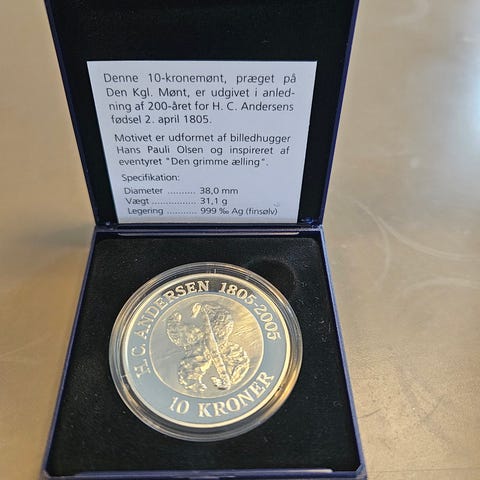 Denne 10-kronemønt, præget på
Den Kgl. Mønt, er udgivet i anled-
ning af 200-året for H. C. Andersens
fødsel 2. april 1805.
Motivet er udformet af billedhugger
Hans Pauli Olsen og inspireret af
eventyret "Den grimme ælling".
Specifikation:
Diameter .......... 38,0 mm
Vægt ................ 31,1 g
Legering ........... 999 ‰ Ag (finsølv)
H. C. ANDERSEN 1805-2005
10 KRONER